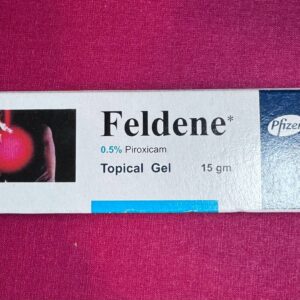 Feldene*
0.5% Piroxicam
Topical Gel 15 gm
Pfizer